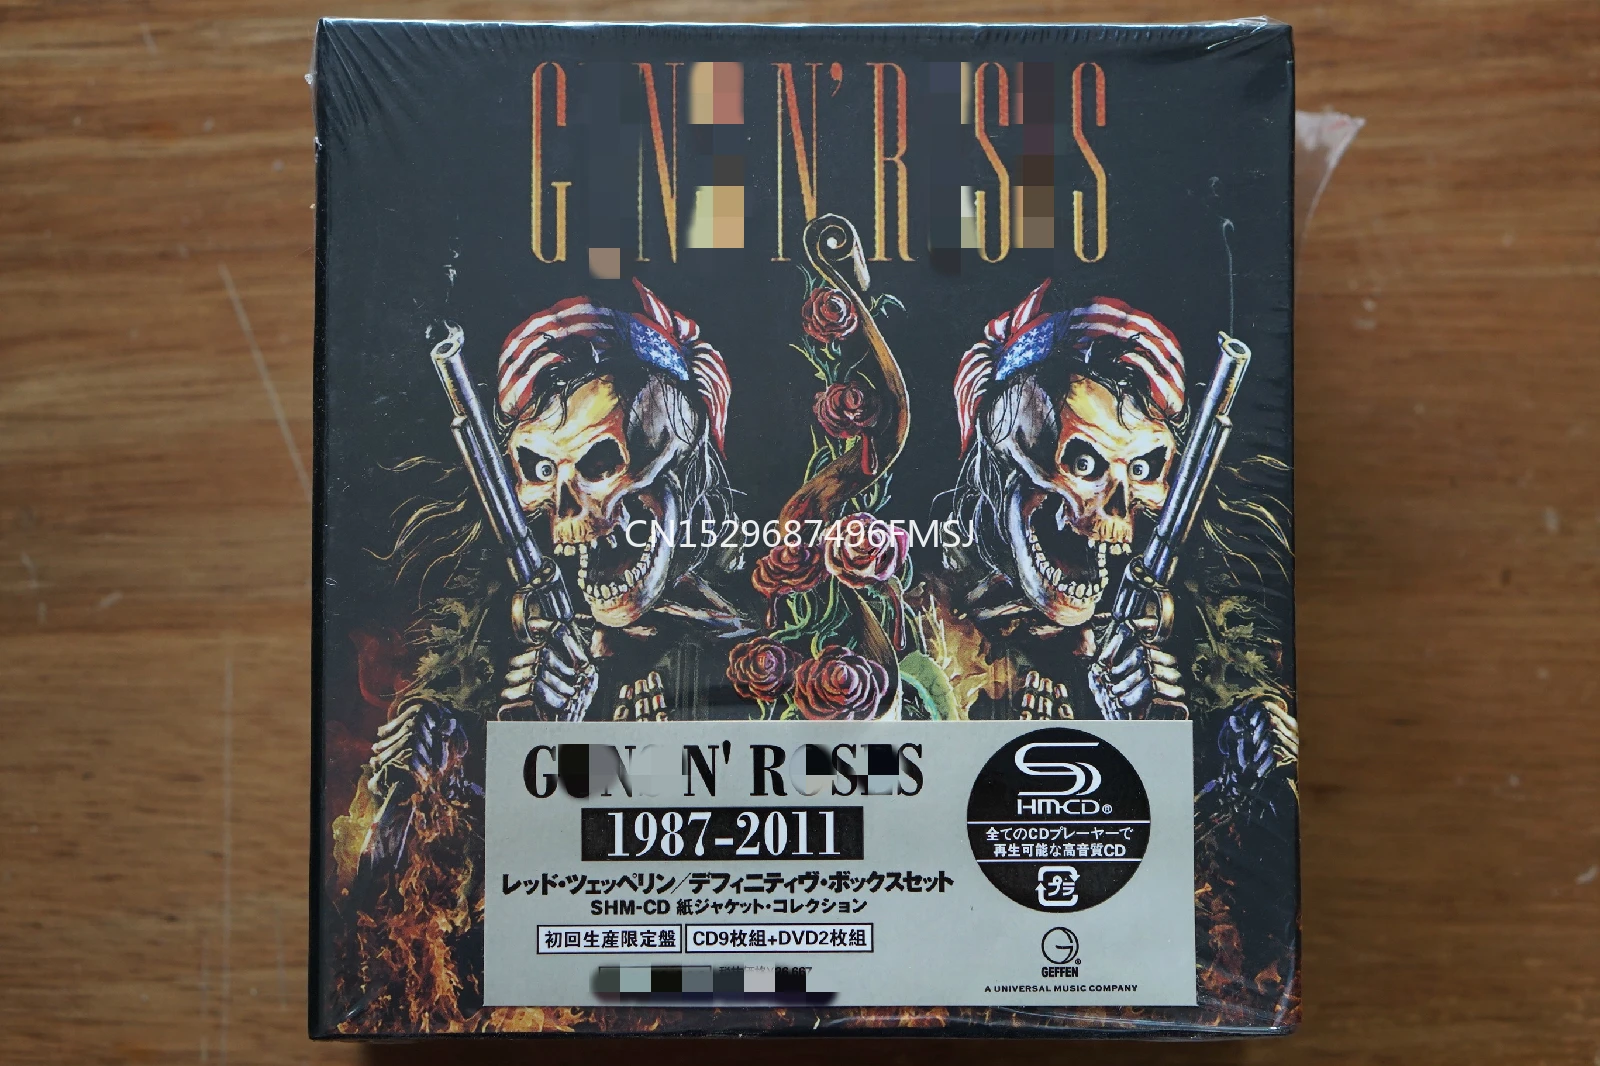 G N N' R S S
CN1529687496FMSJ
GUNS N' ROSES
1987-2011
レッド・ツェッペリン/デフィニティヴ・ボックスセット
SHM-CD 紙ジャケット・コレクション
初回生産限定盤 CD9枚組+DVD2枚組
SHM-CD®
全てのCDプレーヤーで
再生可能な高音質CD
プラ
GEFFEN
A UNIVERSAL MUSIC COMPANY